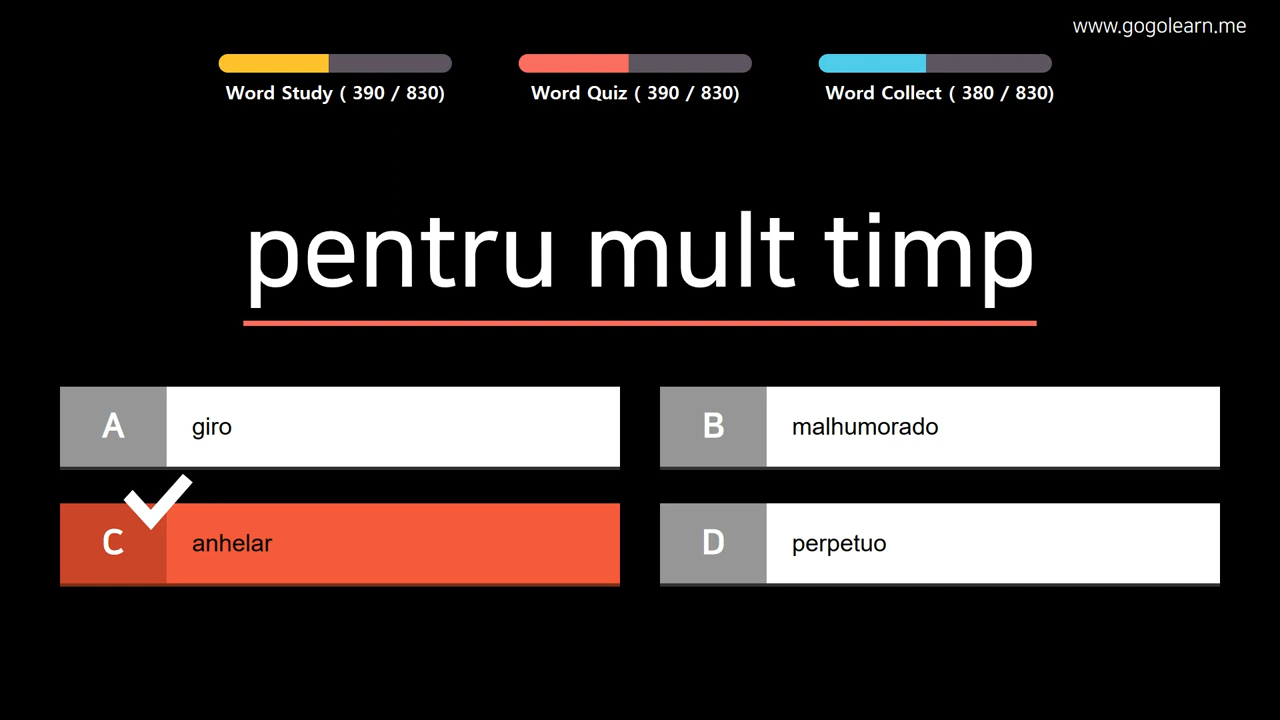 www.gogolearn.me
Word Study ( 390 / 830)
Word Quiz ( 390 / 830)
Word Collect ( 380 / 830)
pentru mult timp
A giro
B malhumorado
C anhelar
D perpetuo